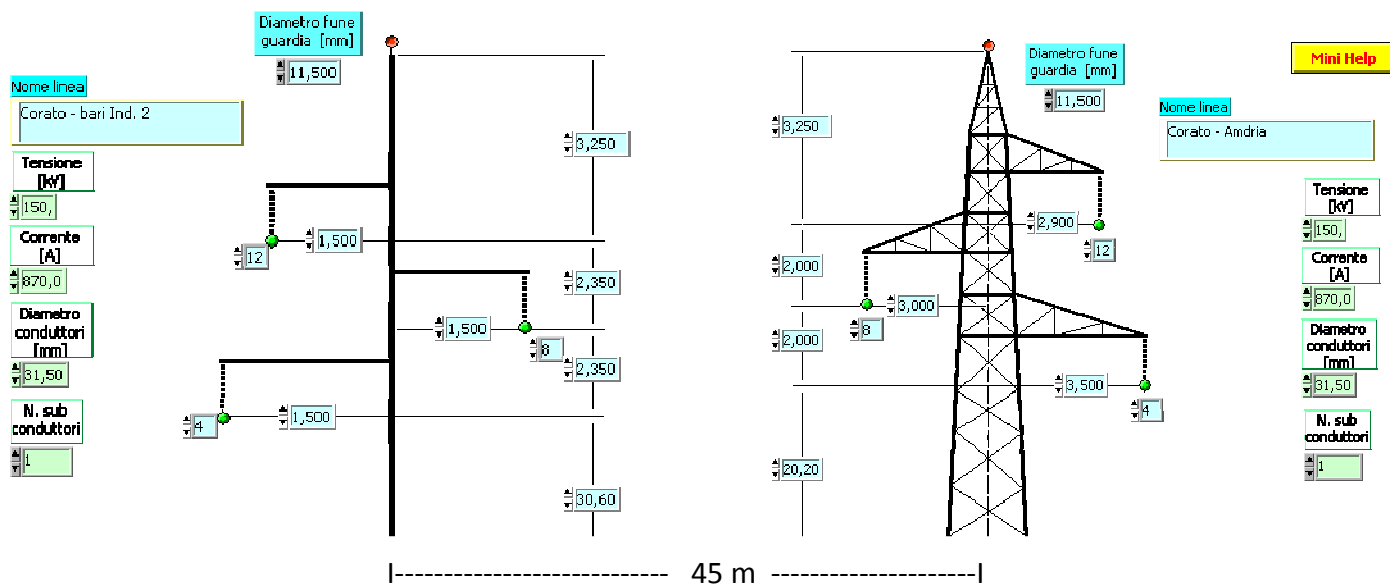 Diametro fune
guardia [mm]
11,500
Nome linea
Corato - bari Ind. 2
Tensione
[kV]
150,
Corrente
[A]
870,0
Diametro
conduttori
[mm]
31,50
N. sub
conduttori
1
3,250
12
1,500
2,350
1,500
8
2,350
4
1,500
30,60
Mini Help
Diametro fune
guardia [mm]
11,500
Nome linea
Corato - Amdria
3,250
2,900
12
2,000
3,000
8
2,000
3,500
4
20,20
Tensione
[kV]
150,
Corrente
[A]
870,0
Diametro
conduttori
[mm]
31,50
N. sub
conduttori
1
|--------------------------- 45 m ---------------------|